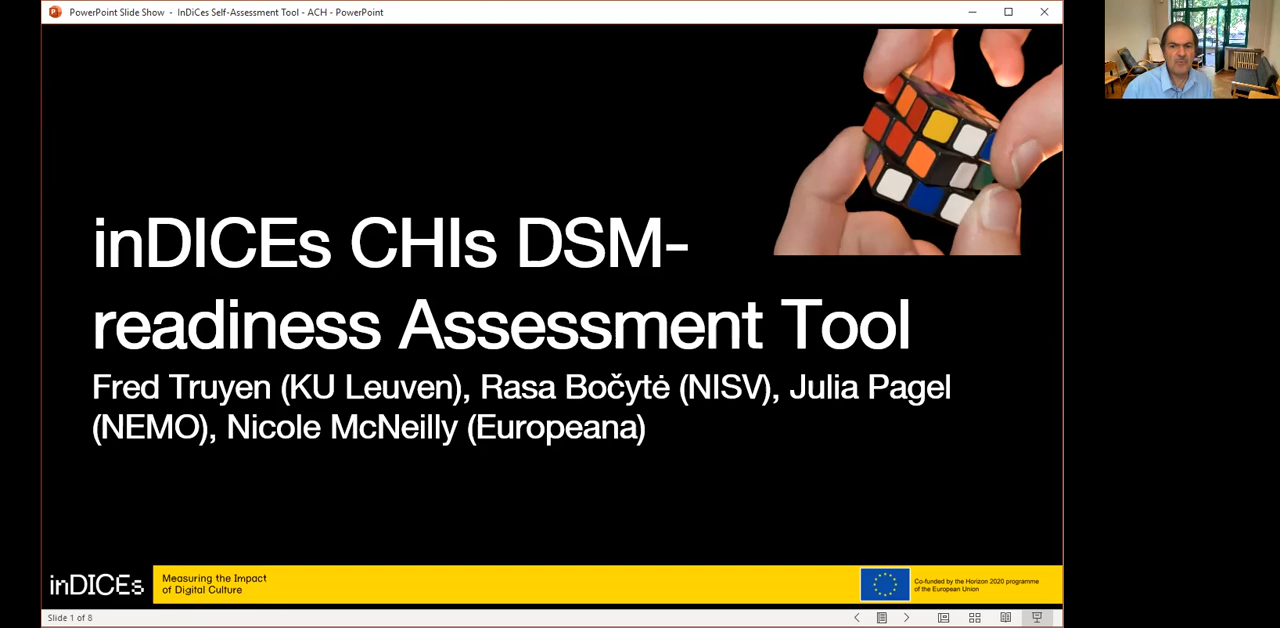 PowerPoint Slide Show - InDiCes Self-Assessment Tool - ACH - PowerPoint
inDICEs CHIs DSM-
readiness Assessment Tool
Fred Truyen (KU Leuven), Rasa Bočytė (NISV), Julia Pagel
(NEMO), Nicole McNeilly (Europeana)
inDICEs
Measuring the Impact
of Digital Culture
Co-funded by the Horizon 2020 programme
of the European Union
Slide 1 of 8